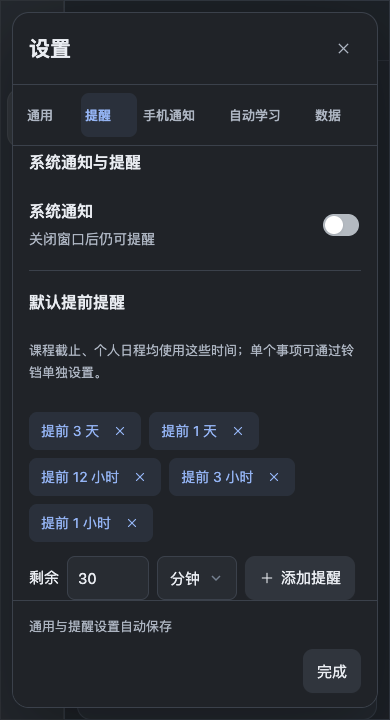 设置
通用 提醒 手机通知 自动学习 数据
系统通知与提醒
系统通知
关闭窗口后仍可提醒
默认提前提醒
课程截止、个人日程均使用这些时间；单个事项可通过铃
铛单独设置。
提前 3 天 × 提前 1 天 ×
提前 12 小时 × 提前 3 小时 ×
提前 1 小时 ×
剩余 30 分钟 + 添加提醒
通用与提醒设置自动保存
完成